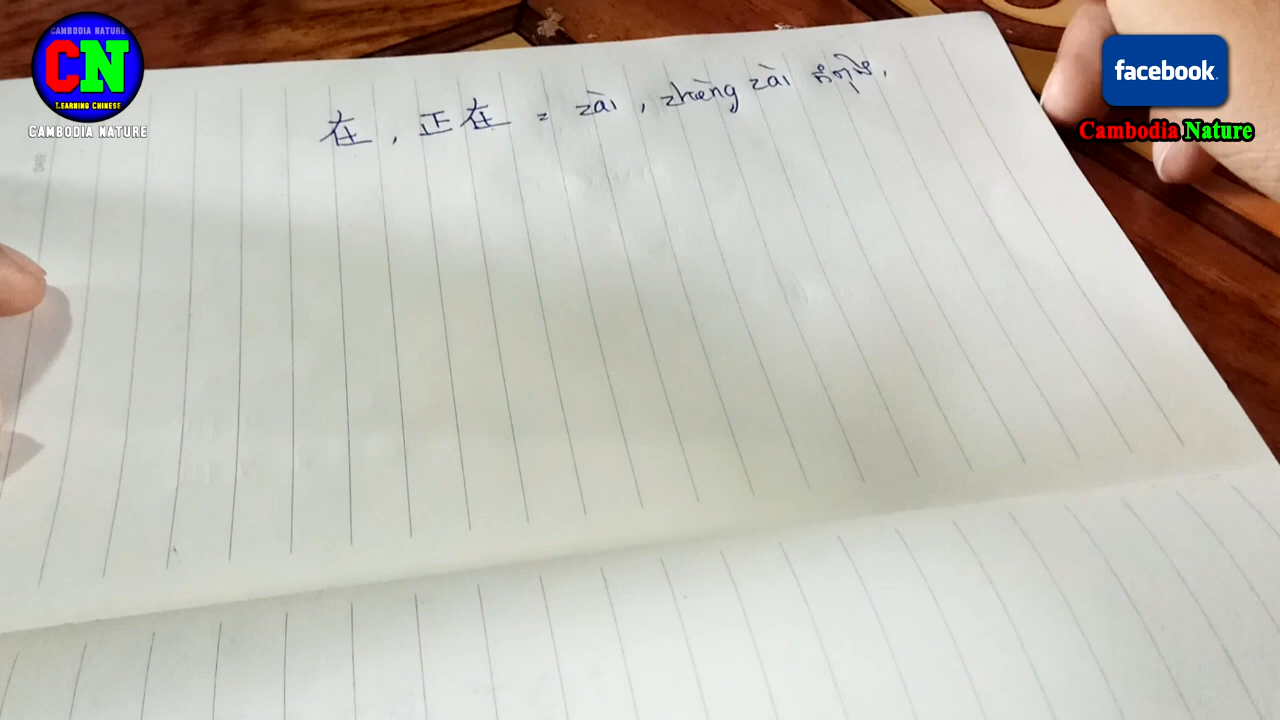 CAMBODIA NATURE
CN
LEARNING CHINESE
CAMBODIA NATURE
在 , 正在 = zài , zhèng zài កំពុង ,
facebook
Cambodia Nature